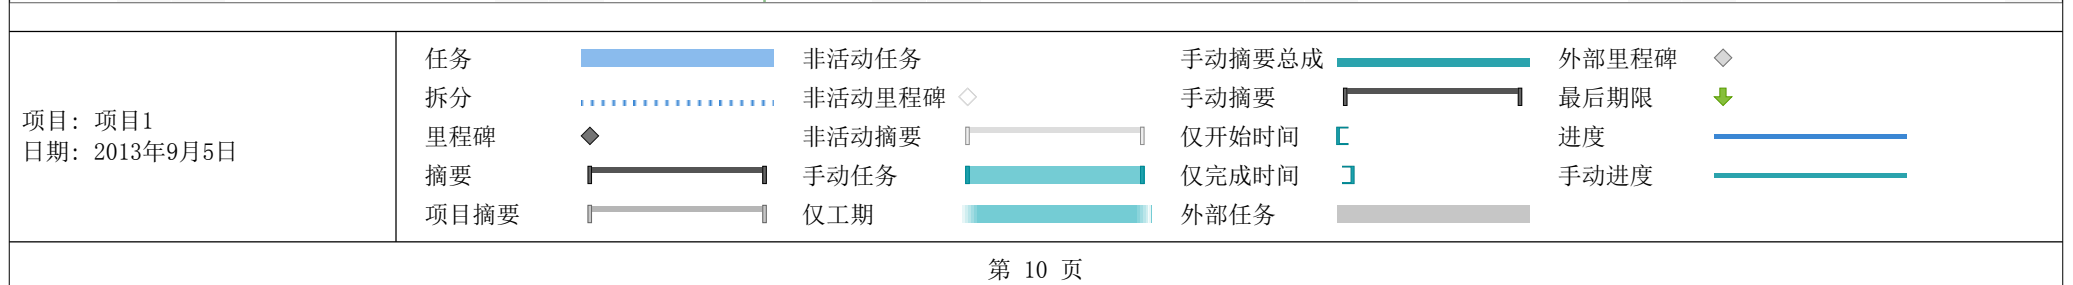 项目: 项目1
日期: 2013年9月5日
任务
拆分
里程碑
摘要
项目摘要
非活动任务
非活动里程碑
非活动摘要
手动任务
仅工期
手动摘要总成
手动摘要
仅开始时间
仅完成时间
外部任务
外部里程碑
最后期限
进度
手动进度
第 10 页